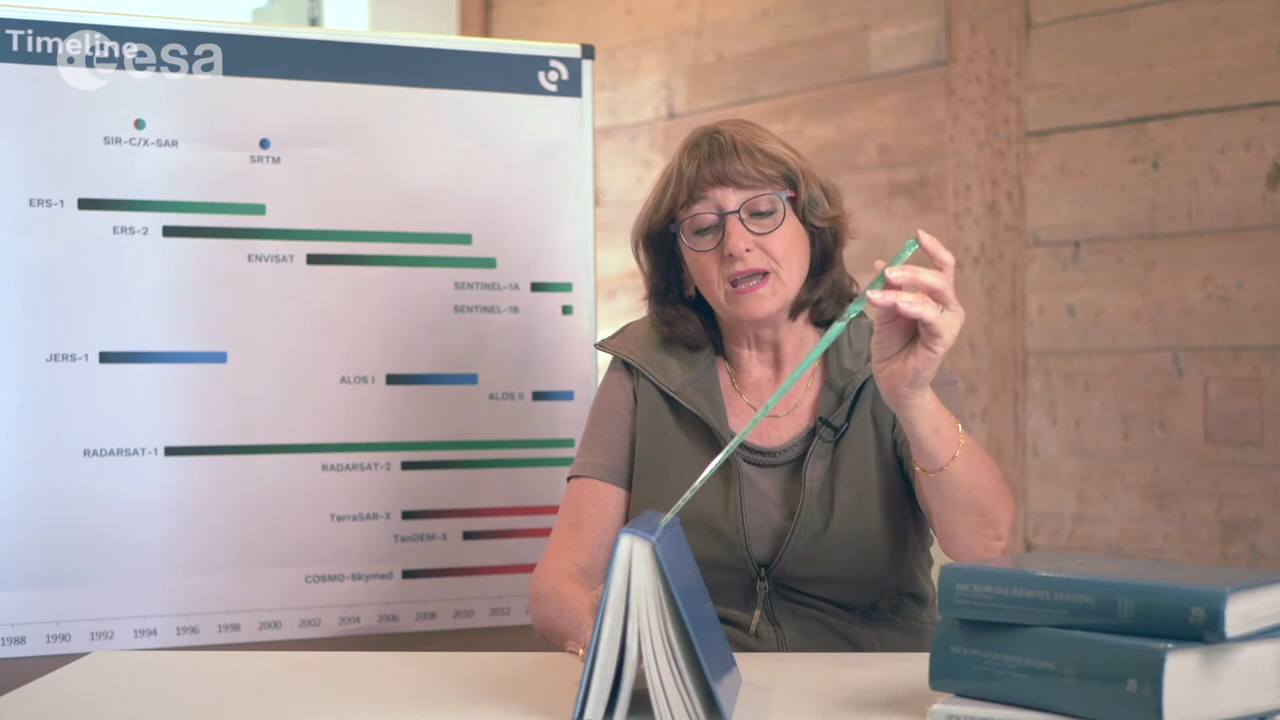 Timeline
esa
SIR-C/X-SAR
SRTM
ERS-1
ERS-2
ENVISAT
SENTINEL-1A
SENTINEL-1B
JERS-1
ALOS I
ALOS II
RADARSAT-1
RADARSAT-2
TerraSAR-X
TanDEM-X
COSMO-Skymed
1988 1990 1992 1994 1996 1998 2000 2002 2004 2006 2008 2010 2012
MICROWAVE REMOTE SENSING
MICROWAVE REMOTE SENSING